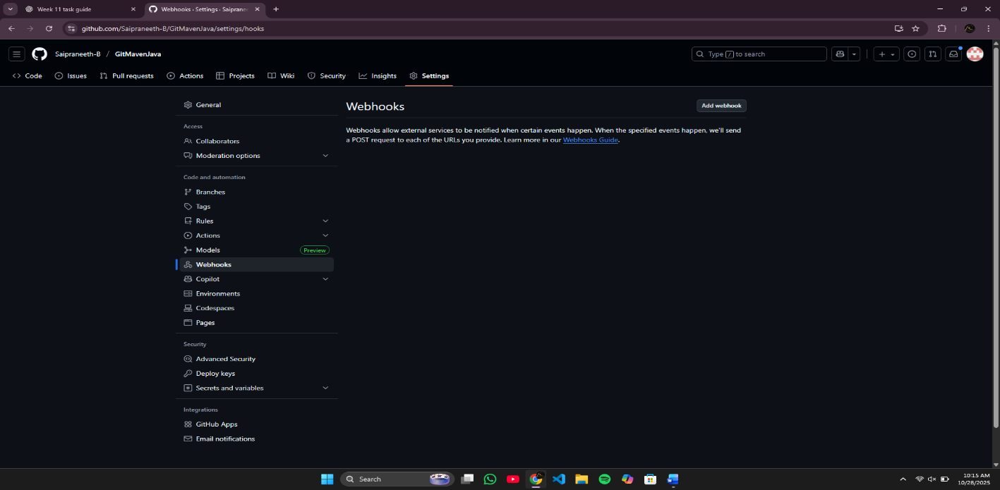 Week 11 task guide
Webhooks · Settings · Saiprane
github.com/Saipraneeth-B/GitMavenJava/settings/hooks
Saipraneeth-B / GitMavenJava
Type / to search
Code
Issues
Pull requests
Actions
Projects
Wiki
Security
Insights
Settings
General
Access
Collaborators
Moderation options
Code and automation
Branches
Tags
Rules
Actions
Models
Preview
Webhooks
Copilot
Environments
Codespaces
Pages
Security
Advanced Security
Deploy keys
Secrets and variables
Integrations
GitHub Apps
Email notifications
Webhooks
Add webhook
Webhooks allow external services to be notified when certain events happen. When the specified events happen, we'll send
a POST request to each of the URLs you provide. Learn more in our Webhooks Guide.
Search
10:15 AM
10/28/2025